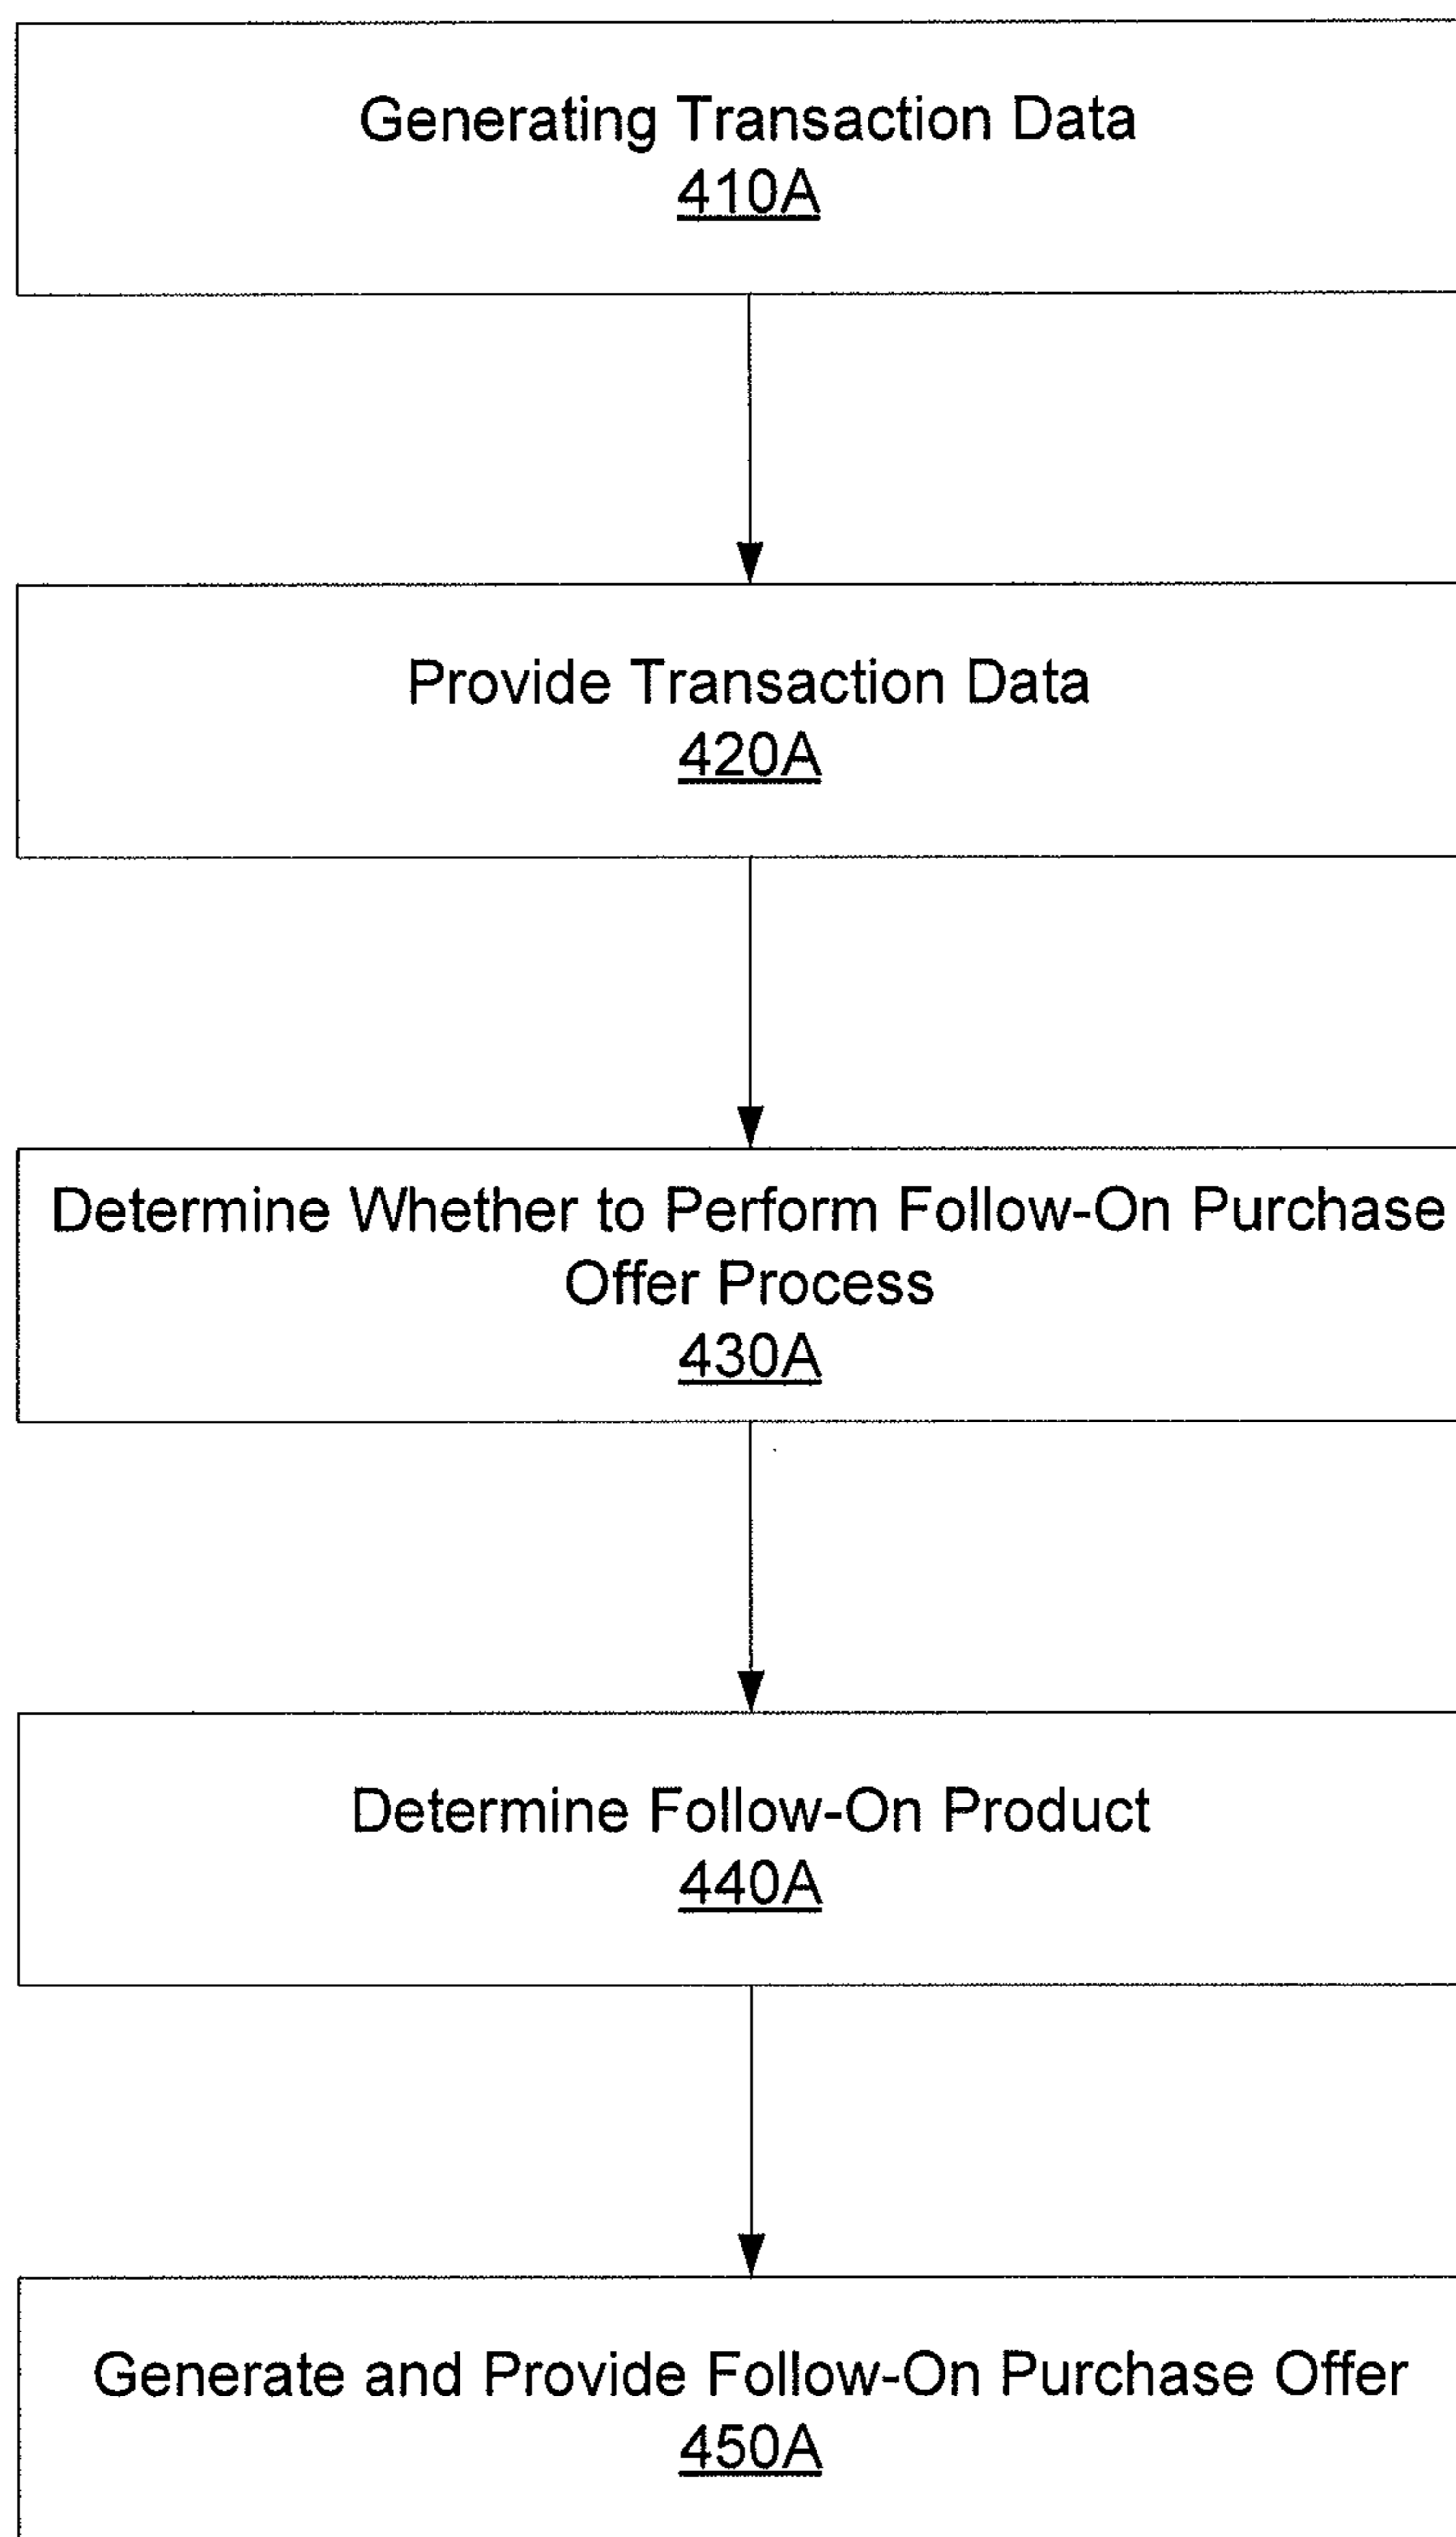 Generating Transaction Data
410A
Provide Transaction Data
420A
Determine Whether to Perform Follow-On Purchase
Offer Process
430A
Determine Follow-On Product
440A
Generate and Provide Follow-On Purchase Offer
450A